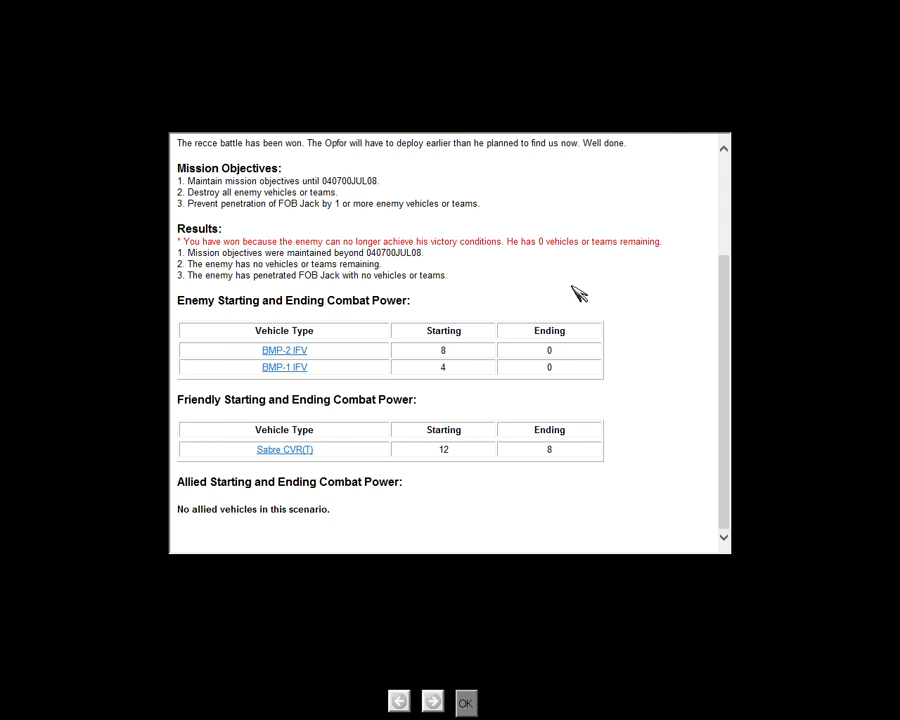 The recce battle has been won. The Opfor will have to deploy earlier than he planned to find us now. Well done.
Mission Objectives:
1. Maintain mission objectives until 040700JUL08.
2. Destroy all enemy vehicles or teams.
3. Prevent penetration of FOB Jack by 1 or more enemy vehicles or teams.
Results:
* You have won because the enemy can no longer achieve his victory conditions. He has 0 vehicles or teams remaining.
1. Mission objectives were maintained beyond 040700JUL08.
2. The enemy has no vehicles or teams remaining.
3. The enemy has penetrated FOB Jack with no vehicles or teams.
Enemy Starting and Ending Combat Power:
Vehicle Type Starting Ending
BMP-2 IFV 8 0
BMP-1 IFV 4 0
Friendly Starting and Ending Combat Power:
Vehicle Type Starting Ending
Sabre CVR(T) 12 8
Allied Starting and Ending Combat Power:
No allied vehicles in this scenario.
OK